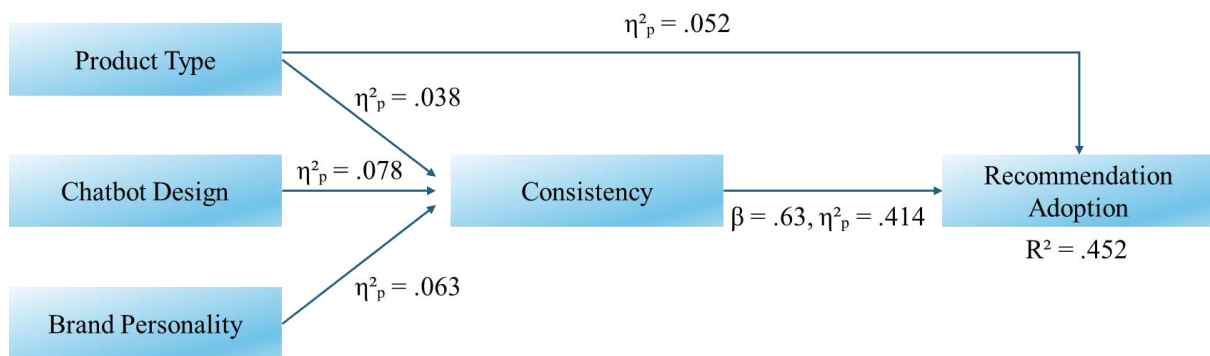 η²ₚ = .052
Product Type
η²ₚ = .038
η²ₚ = .078
Chatbot Design
Consistency
Recommendation
Adoption
β = .63, η²ₚ = .414
R² = .452
η²ₚ = .063
Brand Personality